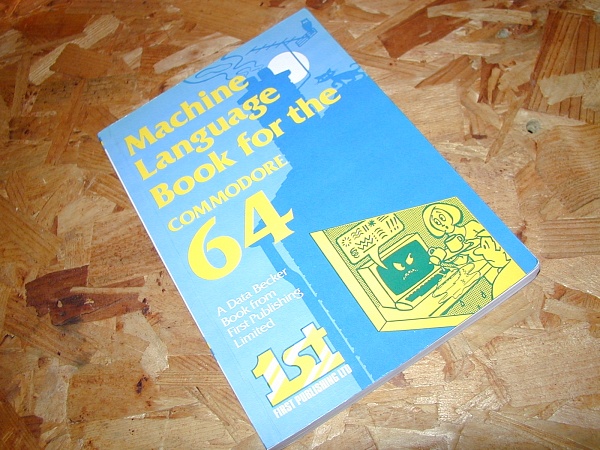 Machine
Language
Book for the
COMMODORE
64
A Data Becker
Book from
First Publishing
Limited
1st
FIRST PUBLISHING LTD